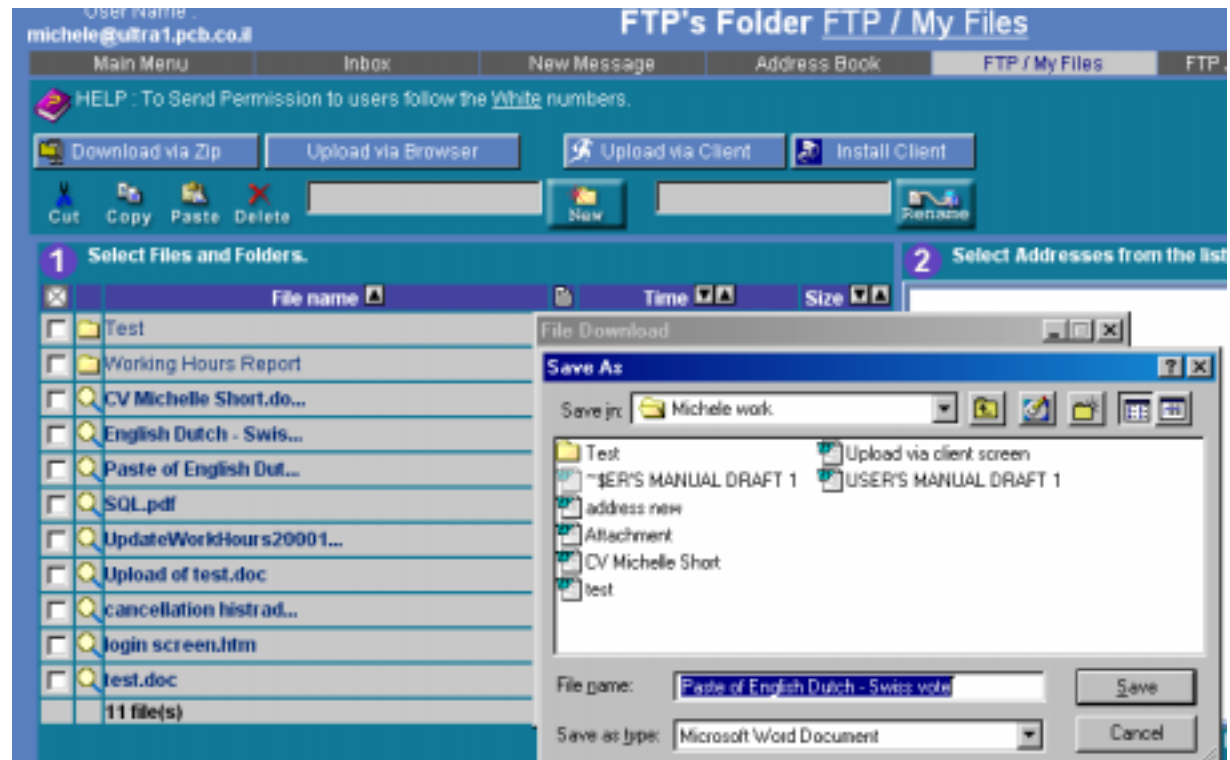 User Name :
michele@ultra1.pcb.co.il
FTP's Folder FTP / My Files
Main Menu Inbox New Message Address Book FTP / My Files FTP
HELP : To Send Permission to users follow the White numbers.
Download via Zip Upload via Browser Upload via Client Install Client
Cut Copy Paste Delete New Rename
1 Select Files and Folders. 2 Select Addresses from the list
File name Time Size
Test
Working Hours Report
CV Michelle Short.do...
English Dutch - Swis...
Paste of English Dut...
SQL.pdf
UpdateWorkHours20001...
Upload of test.doc
cancellation histrad...
login screen.htm
test.doc
11 file(s)
File Download
Save As
Save in: Michele work
Test Upload via client screen
~$ER'S MANUAL DRAFT 1 USER'S MANUAL DRAFT 1
address new
Attachment
CV Michelle Short
test
File name: Paste of English Dutch - Swiss vote Save
Save as type: Microsoft Word Document Cancel